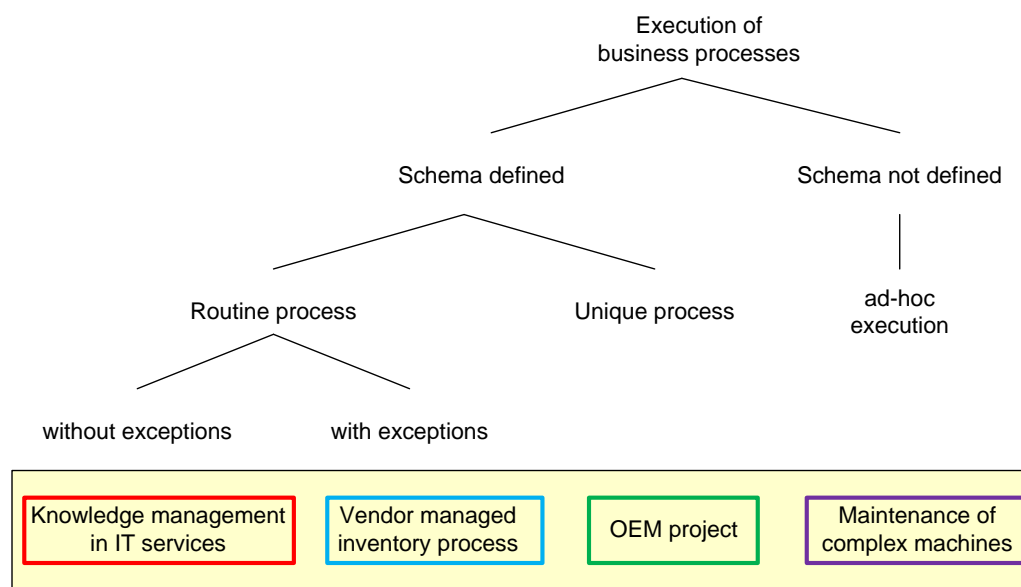 Execution of
business processes
Schema defined
Schema not defined
Routine process
Unique process
ad-hoc
execution
without exceptions
with exceptions
Knowledge management
in IT services
Vendor managed
inventory process
OEM project
Maintenance of
complex machines